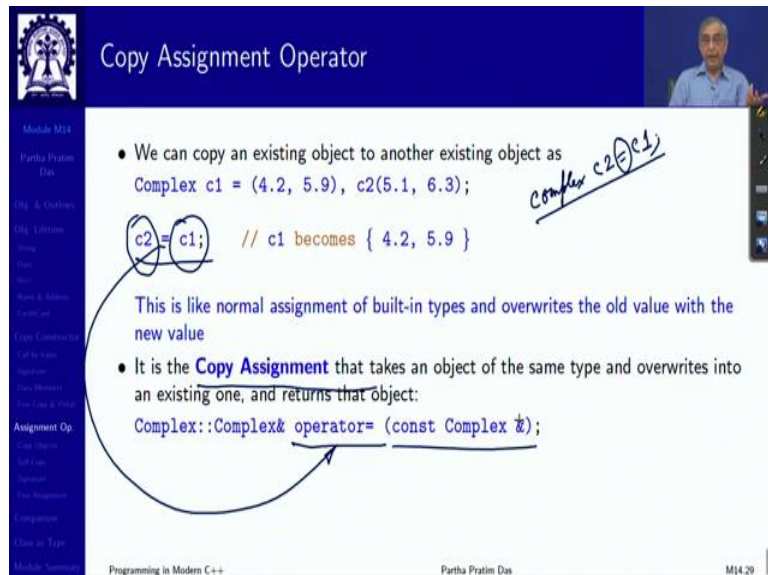 Copy Assignment Operator
Module M14
Partha Pratim
Das
Obj. & Outlines
Obj. Lifetime
String
Date
Rect
Name & Address
CreditCard
Copy Constructor
Call by Value
Signature
Data Members
Free Copy & Pitfall
Assignment Op.
Copy Objects
Self-Copy
Signature
Free Assignment
Comparison
Class as Type
Module Summary
• We can copy an existing object to another existing object as
Complex c1 = (4.2, 5.9), c2(5.1, 6.3);
Complex c2=c1;
c2 = c1; // c1 becomes { 4.2, 5.9 }
This is like normal assignment of built-in types and overwrites the old value with the
new value
• It is the Copy Assignment that takes an object of the same type and overwrites into
an existing one, and returns that object:
Complex::Complex& operator= (const Complex &);
Programming in Modern C++ Partha Pratim Das M14.29